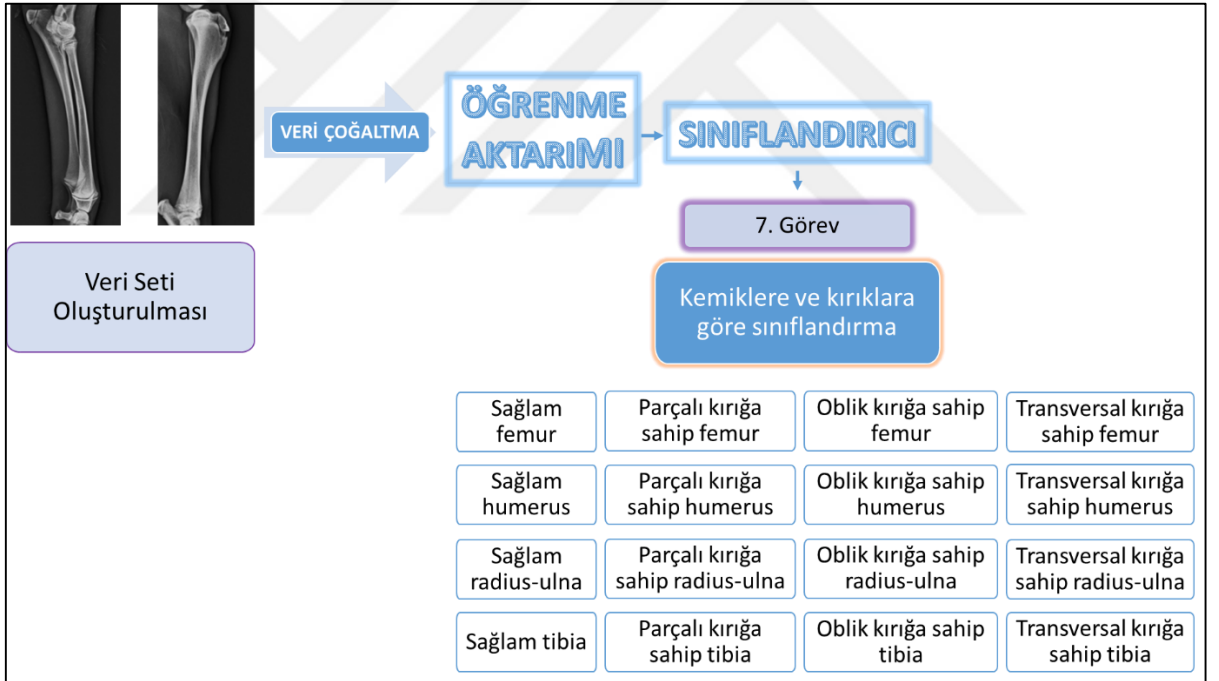 VERİ ÇOĞALTMA
ÖĞRENME
AKTARIMI
SINIFLANDIRICI
7. Görev
Veri Seti
Oluşturulması
Kemiklere ve kırıklara
göre sınıflandırma
Sağlam
femur
Parçalı kırığa
sahip femur
Oblik kırığa sahip
femur
Transversal kırığa
sahip femur
Sağlam
humerus
Parçalı kırığa
sahip humerus
Oblik kırığa sahip
humerus
Transversal kırığa
sahip humerus
Sağlam
radius-ulna
Parçalı kırığa
sahip radius-ulna
Oblik kırığa sahip
radius-ulna
Transversal kırığa
sahip radius-ulna
Sağlam tibia
Parçalı kırığa
sahip tibia
Oblik kırığa sahip
tibia
Transversal kırığa
sahip tibia